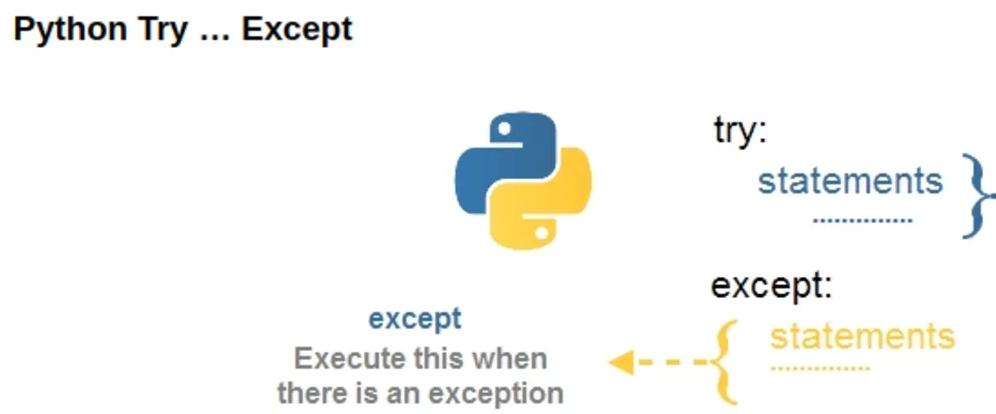 Python Try ... Except
try:
statements
..............
except:
statements
..............
except
Execute this when
there is an exception